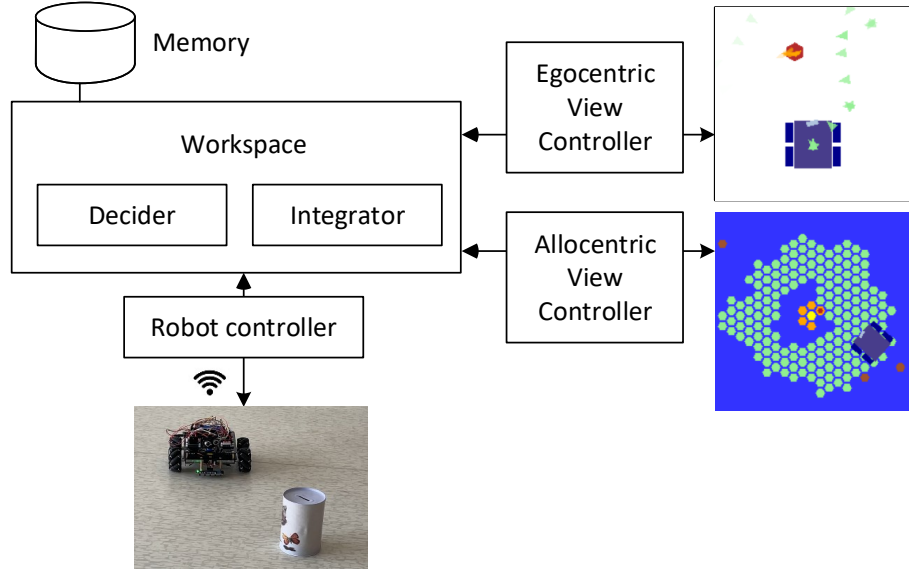 Memory
Workspace
Decider
Integrator
Egocentric
View
Controller
Allocentric
View
Controller
Robot controller